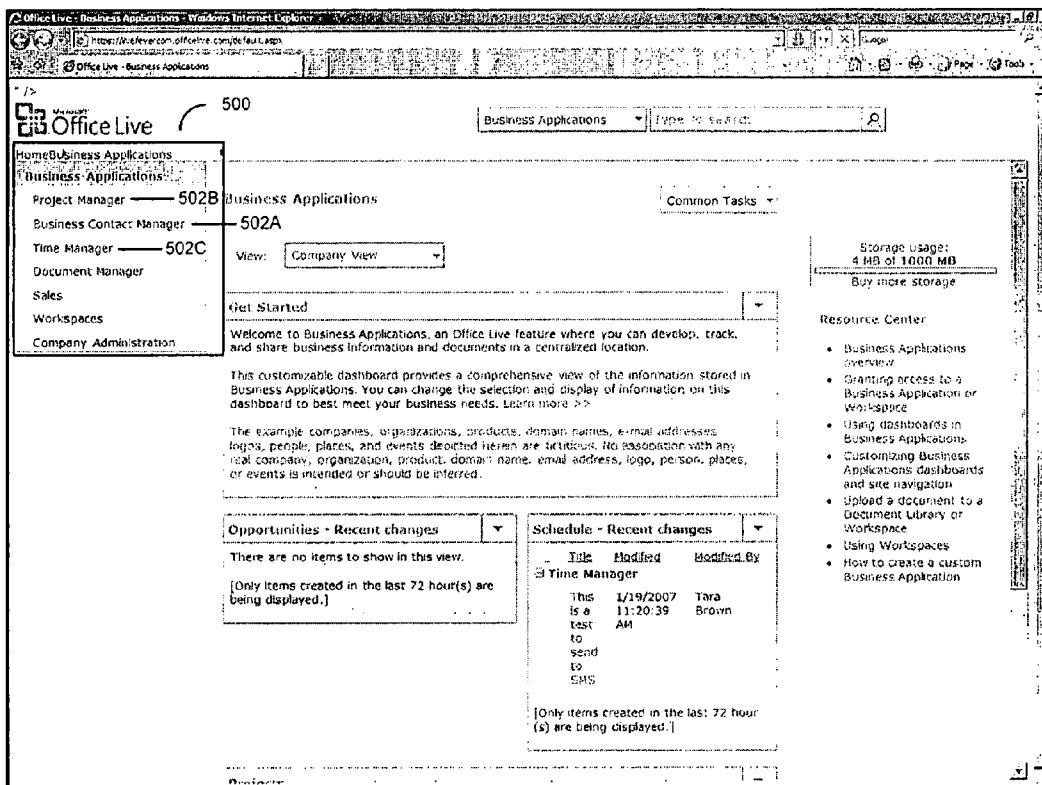 Office Live - Business Applications - Windows Internet Explorer
Office Live - Business Applications
Page Tools
" />
Microsoft
Office Live
500
Business Applications
Type to search
HomeBusiness Applications
Business Applications
Project Manager 502B
Business Contact Manager 502A
Time Manager 502C
Document Manager
Sales
Workspaces
Company Administration
Business Applications
Common Tasks
View: Company View
Get Started
Welcome to Business Applications, an Office Live feature where you can develop, track,
and share business information and documents in a centralized location.
This customizable dashboard provides a comprehensive view of the information stored in
Business Applications. You can change the selection and display of information on this
dashboard to best meet your business needs. Learn more >>
The example companies, organizations, products, domain names, e-mail addresses
logos, people, places, and events depicted herein are fictitious. No association with any
real company, organization, product, domain name, email address, logo, person, places,
or events is intended or should be inferred.
Opportunities - Recent changes
There are no items to show in this view.
[Only items created in the last 72 hour(s) are
being displayed.]
Schedule - Recent changes
Title Modified Modified By
Time Manager
This 1/19/2007 Tara
is a 11:20:39 Brown
test AM
to
send
to
SMS
[Only items created in the last 72 hour
(s) are being displayed.]
Projects
Storage usage:
4 MB of 1000 MB
Buy more storage
Resource Center
• Business Applications
overview
• Granting access to a
Business Application or
Workspace
• Using dashboards in
Business Applications
• Customizing Business
Applications dashboards
and site navigation
• Upload a document to a
Document Library or
Workspace
• Using Workspaces
• How to create a custom
Business Application